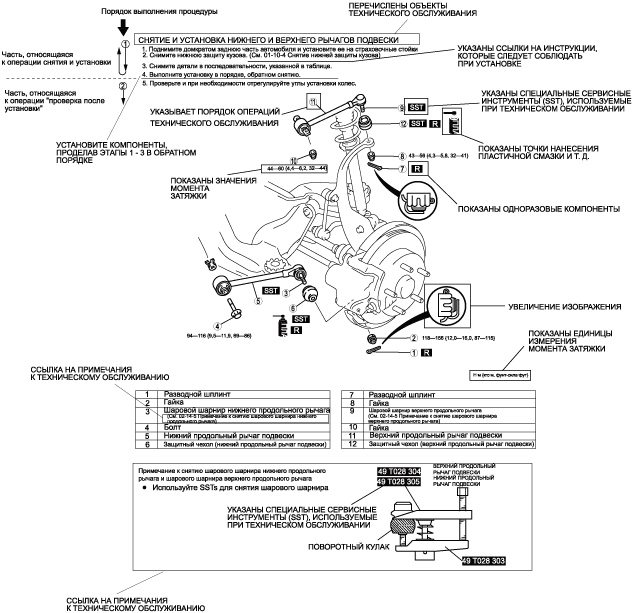 Порядок выполнения процедуры
ПЕРЕЧИСЛЕНЫ ОБЪЕКТЫ
ТЕХНИЧЕСКОГО ОБСЛУЖИВАНИЯ
СНЯТИЕ И УСТАНОВКА НИЖНЕГО И ВЕРХНЕГО РЫЧАГОВ ПОДВЕСКИ
1. Поднимите домкратом заднюю часть автомобиля и установите ее на страховочные стойки
2. Снимите нижнюю защиту кузова. (См. 01-10-4 Снятие нижней защиты кузова)
3. Снимите детали в последовательности, указанной в таблице.
4. Выполните установку в порядке, обратном снятию.
5. Проверьте и при необходимости отрегулируйте углы установки колес.
1
Часть, относящаяся
к операции снятия и установки
2
Часть, относящаяся
к операции "проверка после
установки"
УКАЗАНЫ ССЫЛКИ НА ИНСТРУКЦИИ,
КОТОРЫЕ СЛЕДУЕТ СОБЛЮДАТЬ
ПРИ УСТАНОВКЕ
УКАЗАНЫ СПЕЦИАЛЬНЫЕ СЕРВИСНЫЕ
ИНСТРУМЕНТЫ (SST), ИСПОЛЬЗУЕМЫЕ
ПРИ ТЕХНИЧЕСКОМ ОБСЛУЖИВАНИИ
УКАЗЫВАЕТ ПОРЯДОК ОПЕРАЦИЙ
ТЕХНИЧЕСКОГО ОБСЛУЖИВАНИЯ
11
9 SST
12 SST R
УСТАНОВИТЕ КОМПОНЕНТЫ,
ПРОДЕЛАВ ЭТАПЫ 1 - 3 В ОБРАТНОМ
ПОРЯДКЕ
ПОКАЗАНЫ ТОЧКИ НАНЕСЕНИЯ
ПЛАСТИЧНОЙ СМАЗКИ И Т. Д.
10
44—60 (4,4—6,2, 32—44)
8 43—56 (4,3—5,8, 32—41)
7 R
ПОКАЗАНЫ ЗНАЧЕНИЯ
МОМЕНТА
ЗАТЯЖКИ
ПОКАЗАНЫ ОДНОРАЗОВЫЕ КОМПОНЕНТЫ
5
SST 3
6
4
94—116 (9,5—11,9, 69—86)
SST
R
УВЕЛИЧЕНИЕ ИЗОБРАЖЕНИЯ
2 118—156 (12,0—16,0, 87—115)
1 R
ПОКАЗАНЫ ЕДИНИЦЫ
ИЗМЕРЕНИЯ
МОМЕНТА ЗАТЯЖКИ
Н·м (кгс·м, фунт-сила·фут)
ССЫЛКА НА ПРИМЕЧАНИЯ
К ТЕХНИЧЕСКОМУ ОБСЛУЖИВАНИЮ
1 Разводной шплинт
2 Гайка
3 Шаровой шарнир нижнего продольного рычага
(См. 02-14-5 Примечания к снятию шарового шарнира нижнего
продольного рычага)
4 Болт
5 Нижний продольный рычаг подвески
6 Защитный чехол (нижний продольный рычаг подвески)
7 Разводной шплинт
8 Гайка
9 Шаровой шарнир верхнего продольного рычага
(См. 02-14-5 Примечания к снятию шарового шарнира
верхнего продольного рычага)
10 Гайка
11 Верхний продольный рычаг подвески
12 Защитный чехол (верхний продольный рычаг подвески)
Примечание к снятию шарового шарнира нижнего продольного
рычага и шарового шарнира верхнего продольного рычага
● Используйте SSTs для снятия шарового шарнира
49 T028 304
49 T028 305
ВЕРХНИЙ ПРОДОЛЬНЫЙ
РЫЧАГ ПОДВЕСКИ
НИЖНИЙ ПРОДОЛЬНЫЙ
РЫЧАГ ПОДВЕСКИ
УКАЗАНЫ СПЕЦИАЛЬНЫЕ СЕРВИСНЫЕ
ИНСТРУМЕНТЫ (SST), ИСПОЛЬЗУЕМЫЕ
ПРИ ТЕХНИЧЕСКОМ ОБСЛУЖИВАНИИ
ПОВОРОТНЫЙ КУЛАК
49 T028 303
ССЫЛКА НА ПРИМЕЧАНИЯ
К ТЕХНИЧЕСКОМУ ОБСЛУЖИВАНИЮ